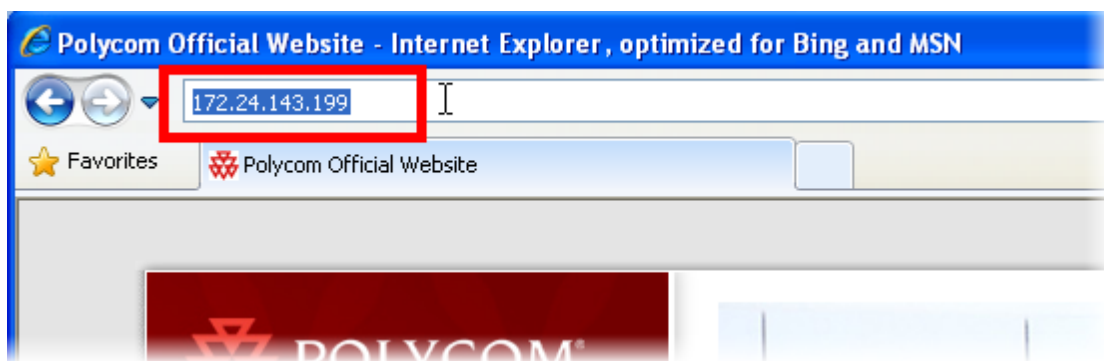 Polycom Official Website - Internet Explorer, optimized for Bing and MSN
172.24.143.199
Favorites
Polycom Official Website
POLYCOM®